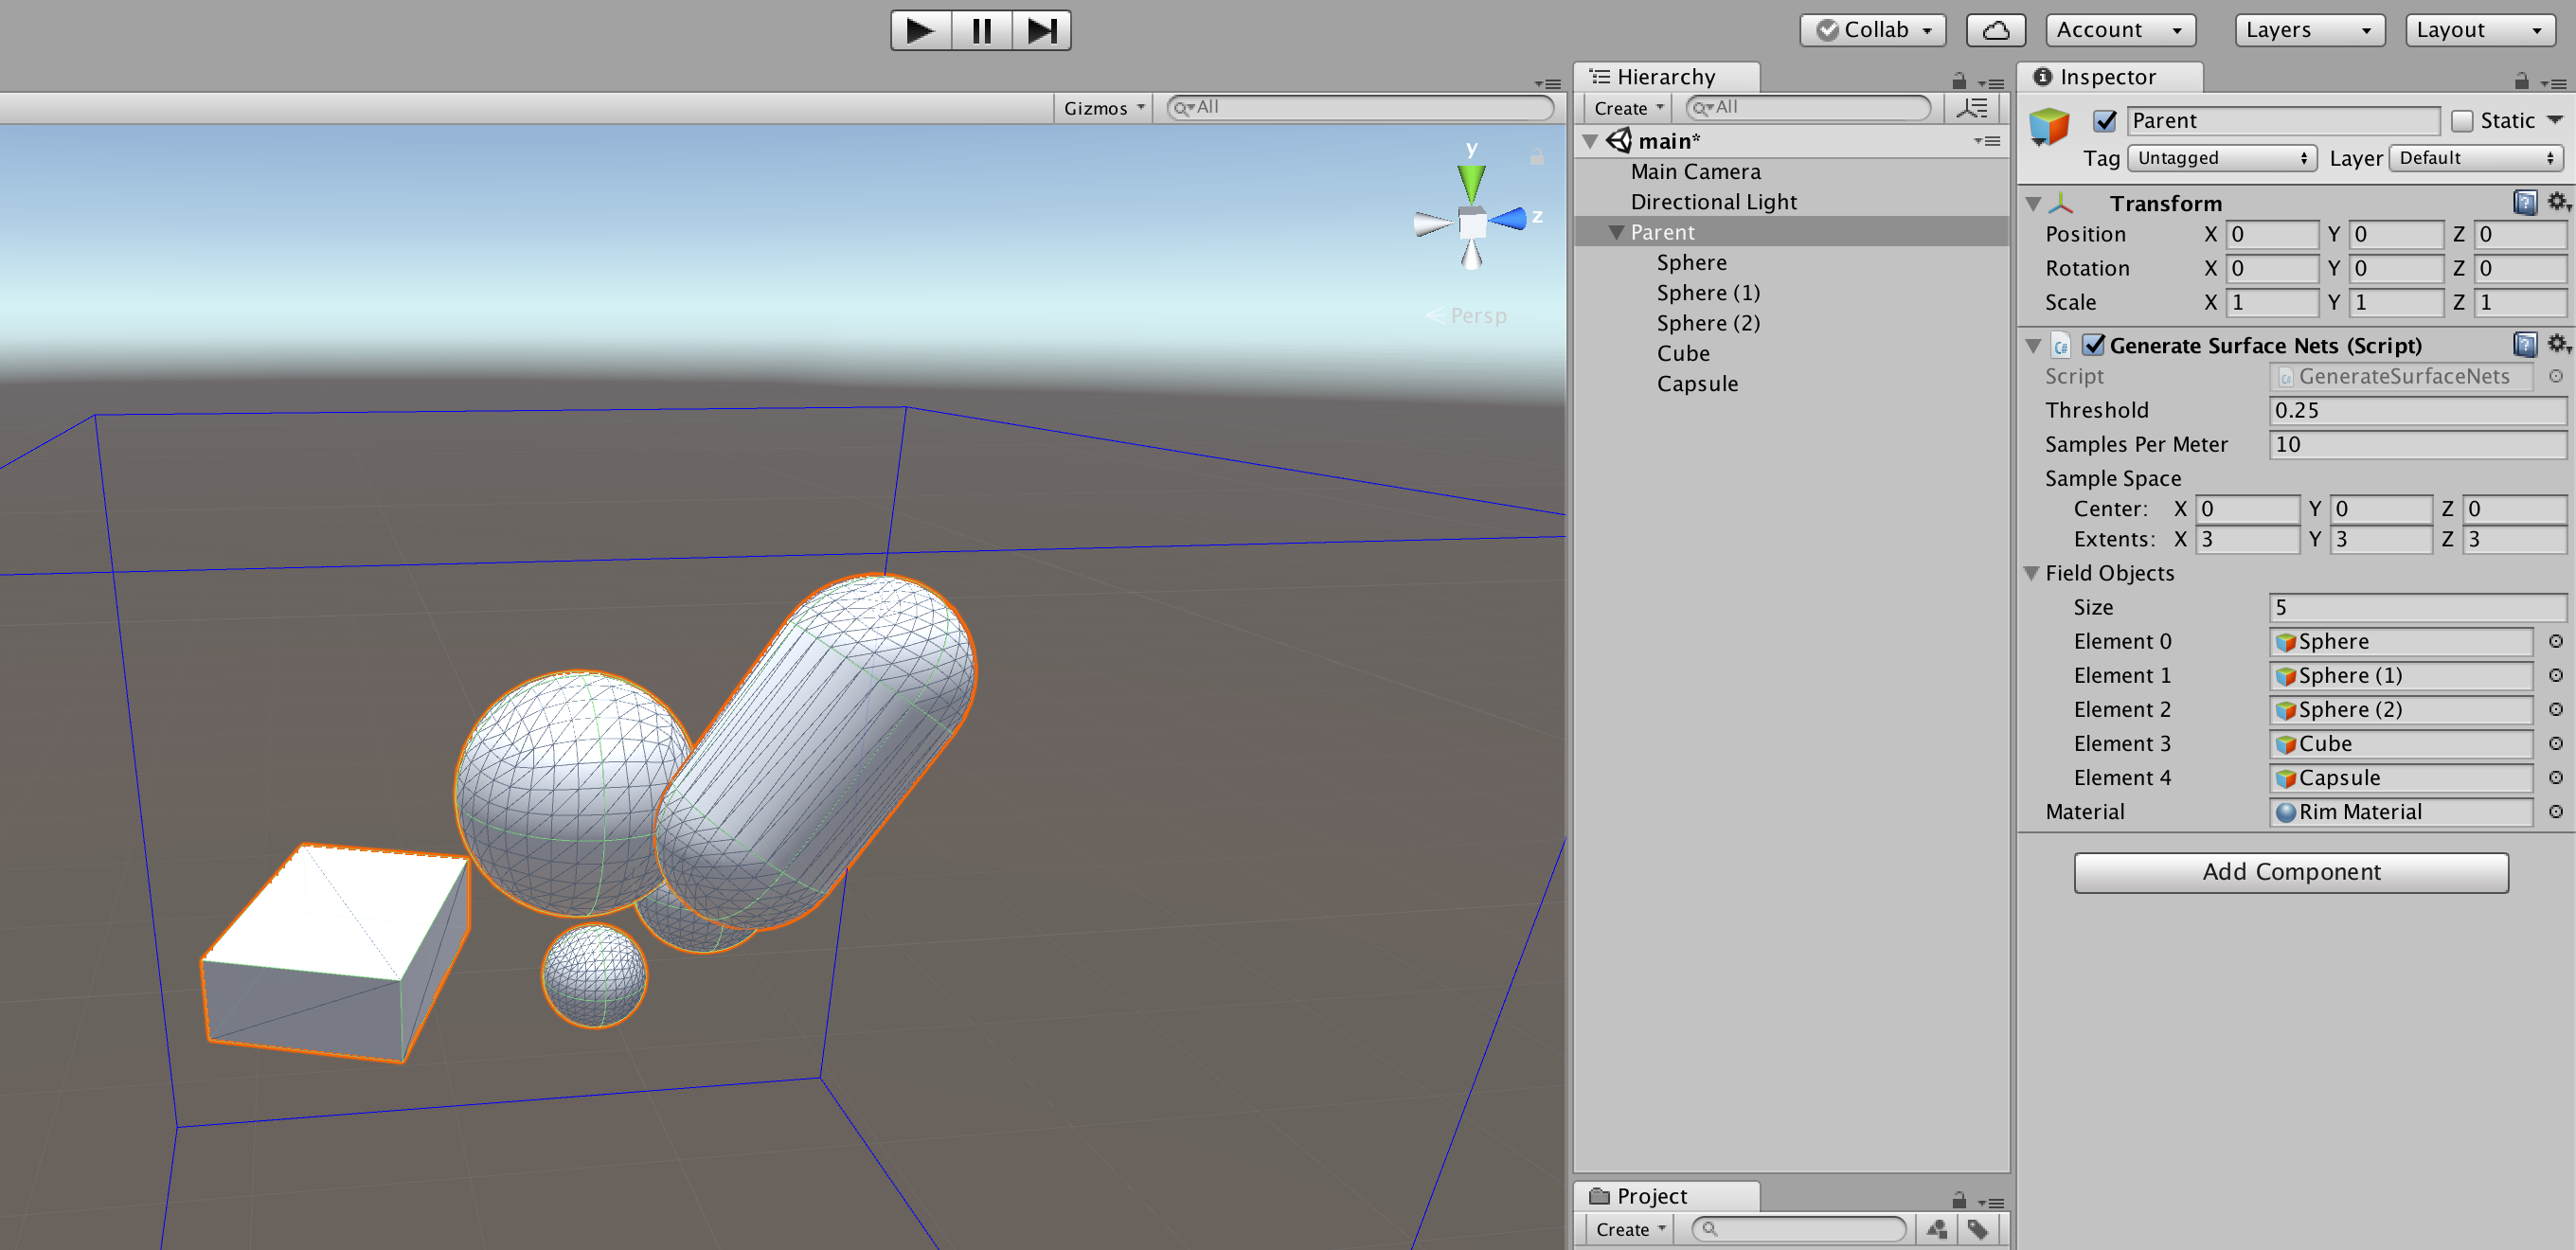 Collab
Account
Layers
Layout
Gizmos
All
y
z
Persp
Hierarchy
Create
All
main*
Main Camera
Directional Light
Parent
Sphere
Sphere (1)
Sphere (2)
Cube
Capsule
Project
Create
Inspector
Parent
Static
Tag Untagged Layer Default
Transform
Position X 0 Y 0 Z 0
Rotation X 0 Y 0 Z 0
Scale X 1 Y 1 Z 1
C# Generate Surface Nets (Script)
Script GenerateSurfaceNets
Threshold 0.25
Samples Per Meter 10
Sample Space
Center: X 0 Y 0 Z 0
Extents: X 3 Y 3 Z 3
Field Objects
Size 5
Element 0 Sphere
Element 1 Sphere (1)
Element 2 Sphere (2)
Element 3 Cube
Element 4 Capsule
Material Rim Material
Add Component